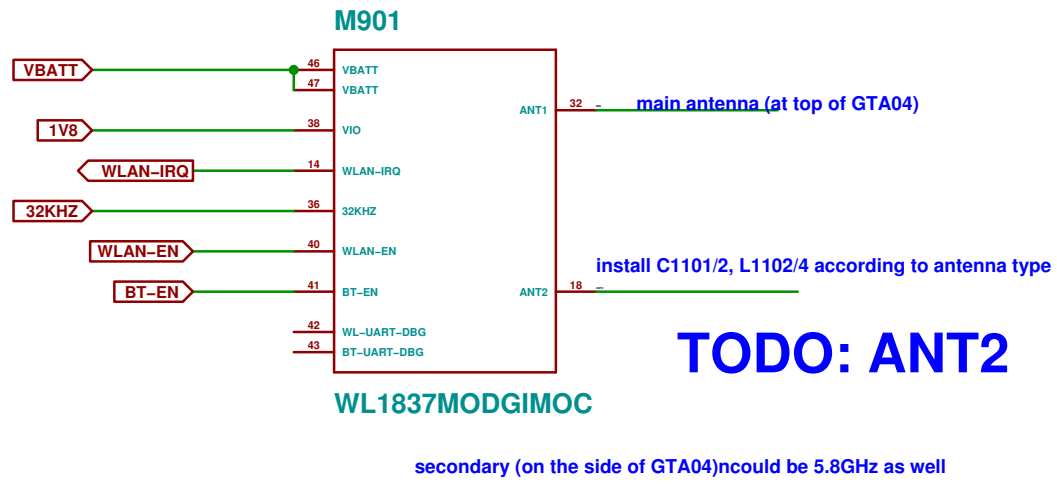 M901
VBATT 46 VBATT
47 VBATT
ANT1 32 main antenna (at top of GTA04)
1V8 38 VIO
WLAN-IRQ 14 WLAN-IRQ
32KHZ 36 32KHZ
WLAN-EN 40 WLAN-EN
install C1101/2, L1102/4 according to antenna type
BT-EN 41 BT-EN ANT2 18
42 WL-UART-DBG
43 BT-UART-DBG
TODO: ANT2
WL1837MODGIMOC
secondary (on the side of GTA04)ncould be 5.8GHz as well